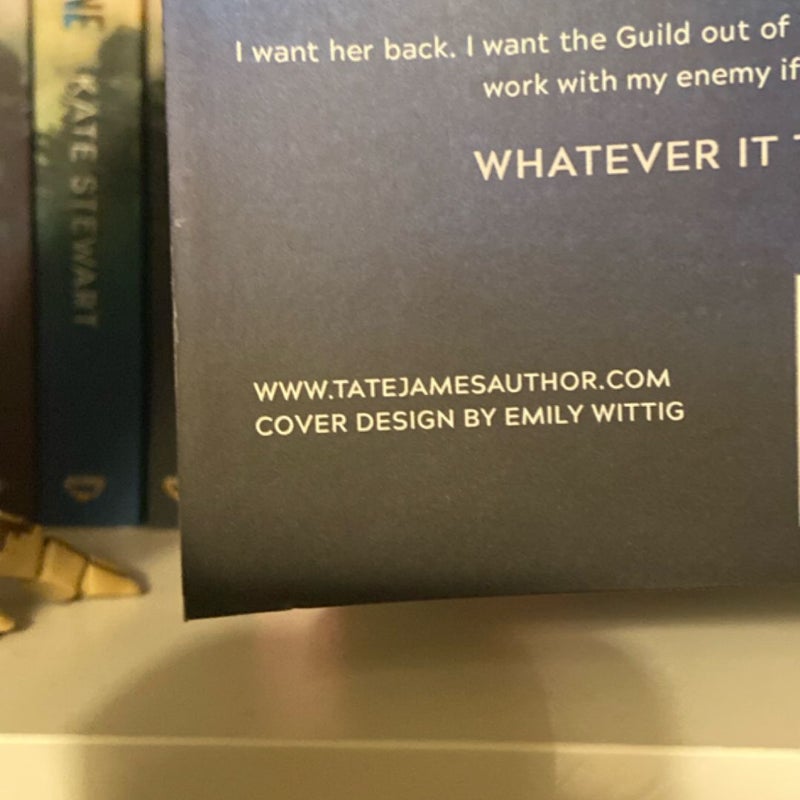 I want her back. I want the Guild out of
work with my enemy if
WHATEVER IT
WWW.TATEJAMESAUTHOR.COM
COVER DESIGN BY EMILY WITTIG
KATE STEWART